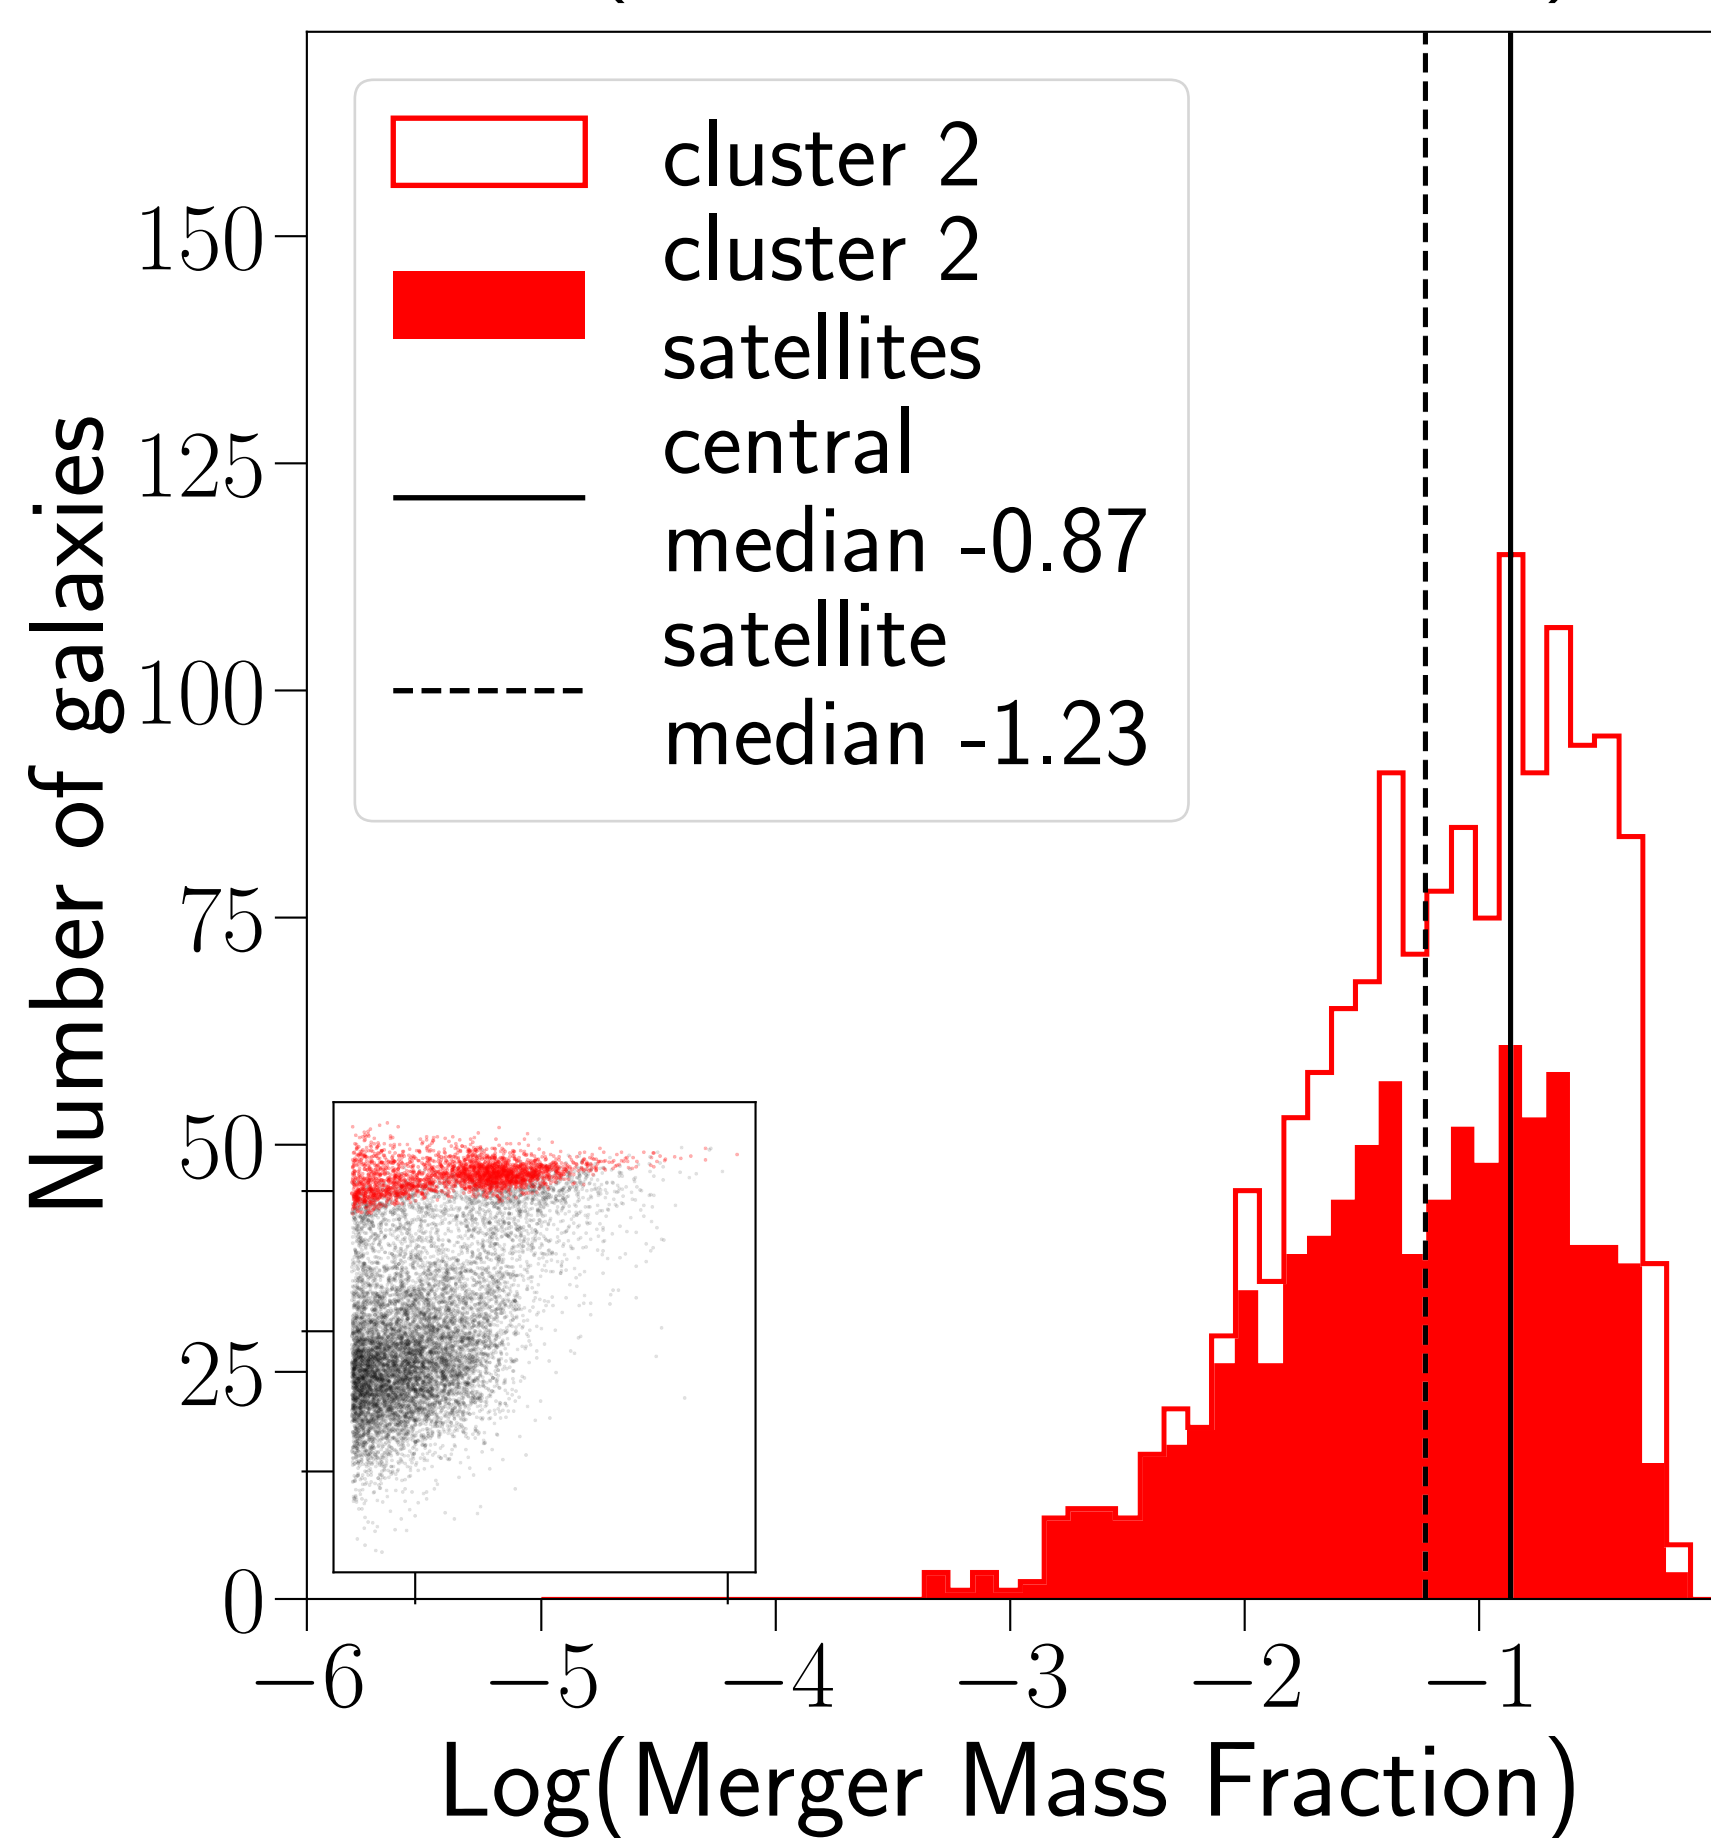 cluster 2
cluster 2
satellites
central
median -0.87
satellite
median -1.23
150
125
100
75
50
25
0
Number of galaxies
−6 −5 −4 −3 −2 −1
Log(Merger Mass Fraction)